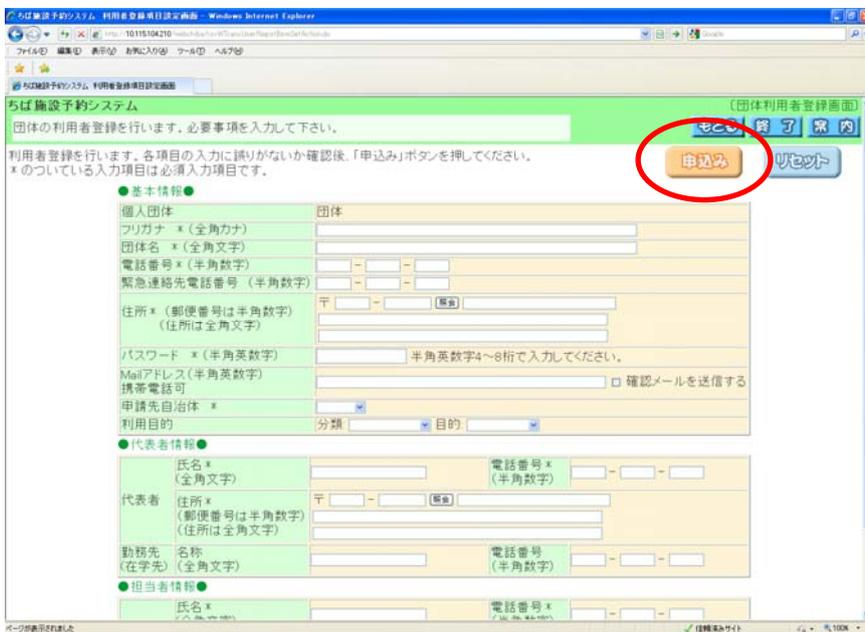 ちば施設予約システム 利用者登録項目設定画面 - Windows Internet Explorer
ファイル(F) 編集(E) 表示(V) お気に入り(A) ツール(T) ヘルプ(H)
ちば施設予約システム 利用者登録項目設定画面
ちば施設予約システム
〔団体利用者登録画面〕
団体の利用者登録を行います。必要事項を入力して下さい。
もどる 終了 案内
利用者登録を行います。各項目の入力に誤りがないか確認後、「申込み」ボタンを押してください。
*のついている入力項目は必須入力項目です。
申込み リセット
●基本情報●
個人団体 団体
フリガナ *(全角カナ)
団体名 *(全角文字)
電話番号*(半角数字) - -
緊急連絡先電話番号 (半角数字) - -
住所* (郵便番号は半角数字)
(住所は全角文字)
〒 - 照会
パスワード *(半角英数字) 半角英数字4~8桁で入力してください。
Mailアドレス(半角英数字)
携帯電話可
確認メールを送信する
申請先自治体 *
利用目的 分類 目的
●代表者情報●
代表者
氏名*
(全角文字)
電話番号*
(半角数字) - -
住所*
(郵便番号は半角数字)
(住所は全角文字)
〒 - 照会
勤務先
(在学先)
名称
(全角文字)
電話番号
(半角数字) - -
●担当者情報●
氏名*
電話番号* - -
ページが表示されました
信頼済みサイト
100%